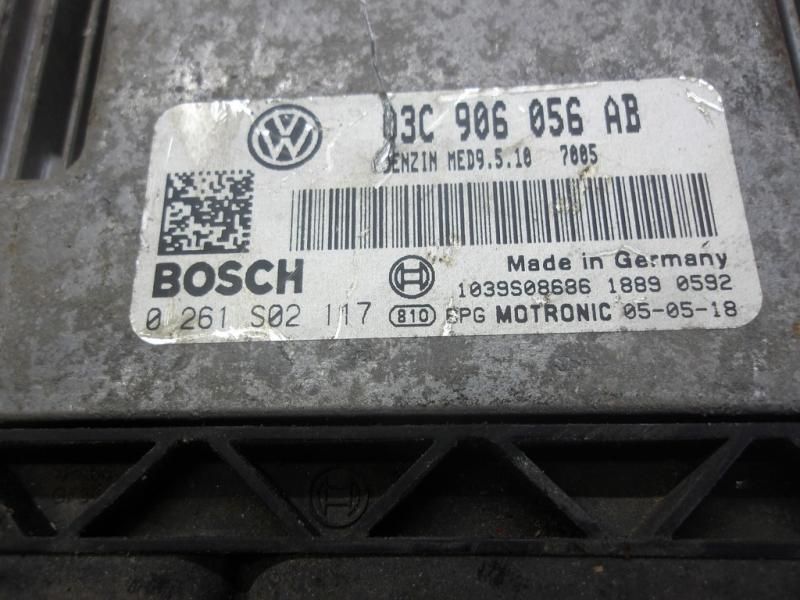 03C 906 056 AB
BENZIN MED9.5.10 7005
BOSCH
Made in Germany
1039S08686 1889 0592
0 261 S02 117 810 EPG MOTRONIC 05-05-18